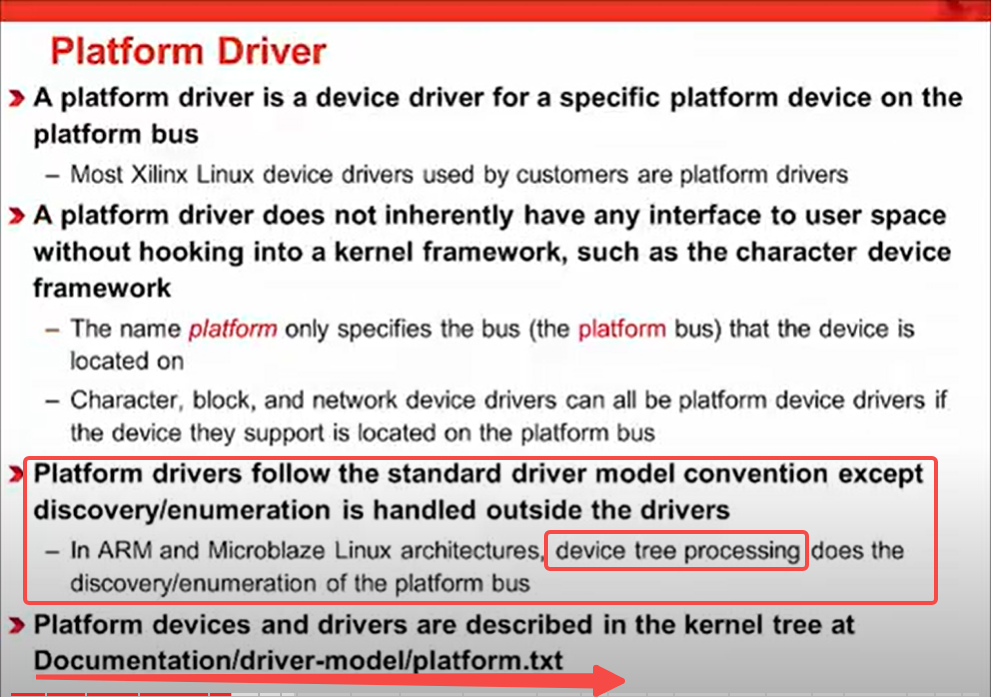 Platform Driver
A platform driver is a device driver for a specific platform device on the
platform bus
– Most Xilinx Linux device drivers used by customers are platform drivers
A platform driver does not inherently have any interface to user space
without hooking into a kernel framework, such as the character device
framework
– The name platform only specifies the bus (the platform bus) that the device is
located on
– Character, block, and network device drivers can all be platform device drivers if
the device they support is located on the platform bus
Platform drivers follow the standard driver model convention except
discovery/enumeration is handled outside the drivers
– In ARM and Microblaze Linux architectures, device tree processing does the
discovery/enumeration of the platform bus
Platform devices and drivers are described in the kernel tree at
Documentation/driver-model/platform.txt